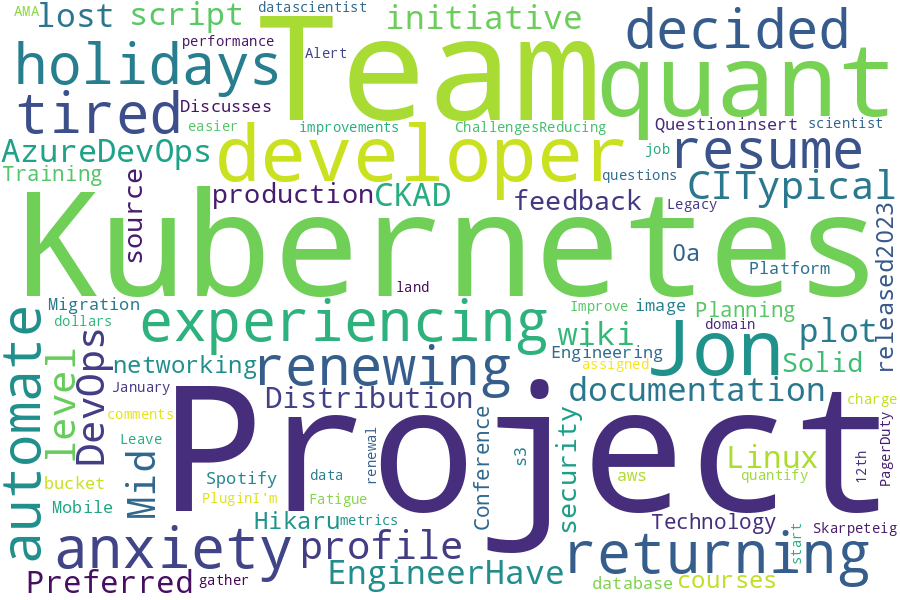 AMA
lost
script
datascientist
initiative
Team
decided
performance
Alert
holidays
quant
tired
Discusses
easier
improvements
ChallengesReducing
Questioninsert
scientist
AzureDevOps
developer
job
resume
Training
source
production
CKAD
questions
feedback
CITypical
Legacy
Kubernetes
Oa
Platform
released2023
land
Migration
dollars
experiencing
Improve
image
Planning
domain
wiki
Jon
plot
automate
level
DevOps
networking
renewing
Engineering
assigned
Solid
January
Distribution
documentation
comments
Project
charge
Leave
Mid
Conference
security
renewal
s3
Linux
quantify
12th
PagerDuty
bucket
Spotify
data
aws
Mobile
PluginI'm
Fatigue
Hikaru
metrics
Technology
Skarpeteig
start
anxiety
profile
returning
Preferred
gather
EngineerHave
database
courses